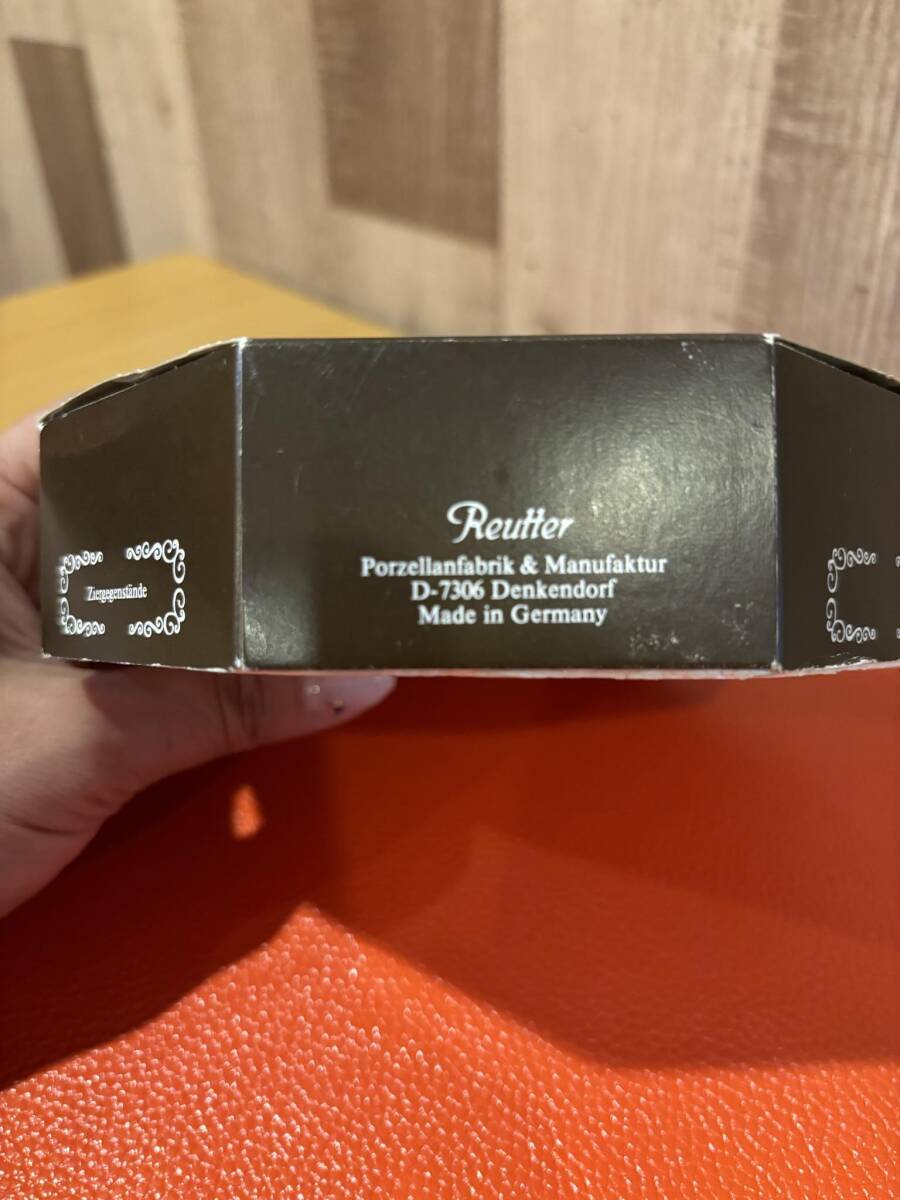 Ziergegenstände
Reutter
Porzellanfabrik & Manufaktur
D-7306 Denkendorf
Made in Germany